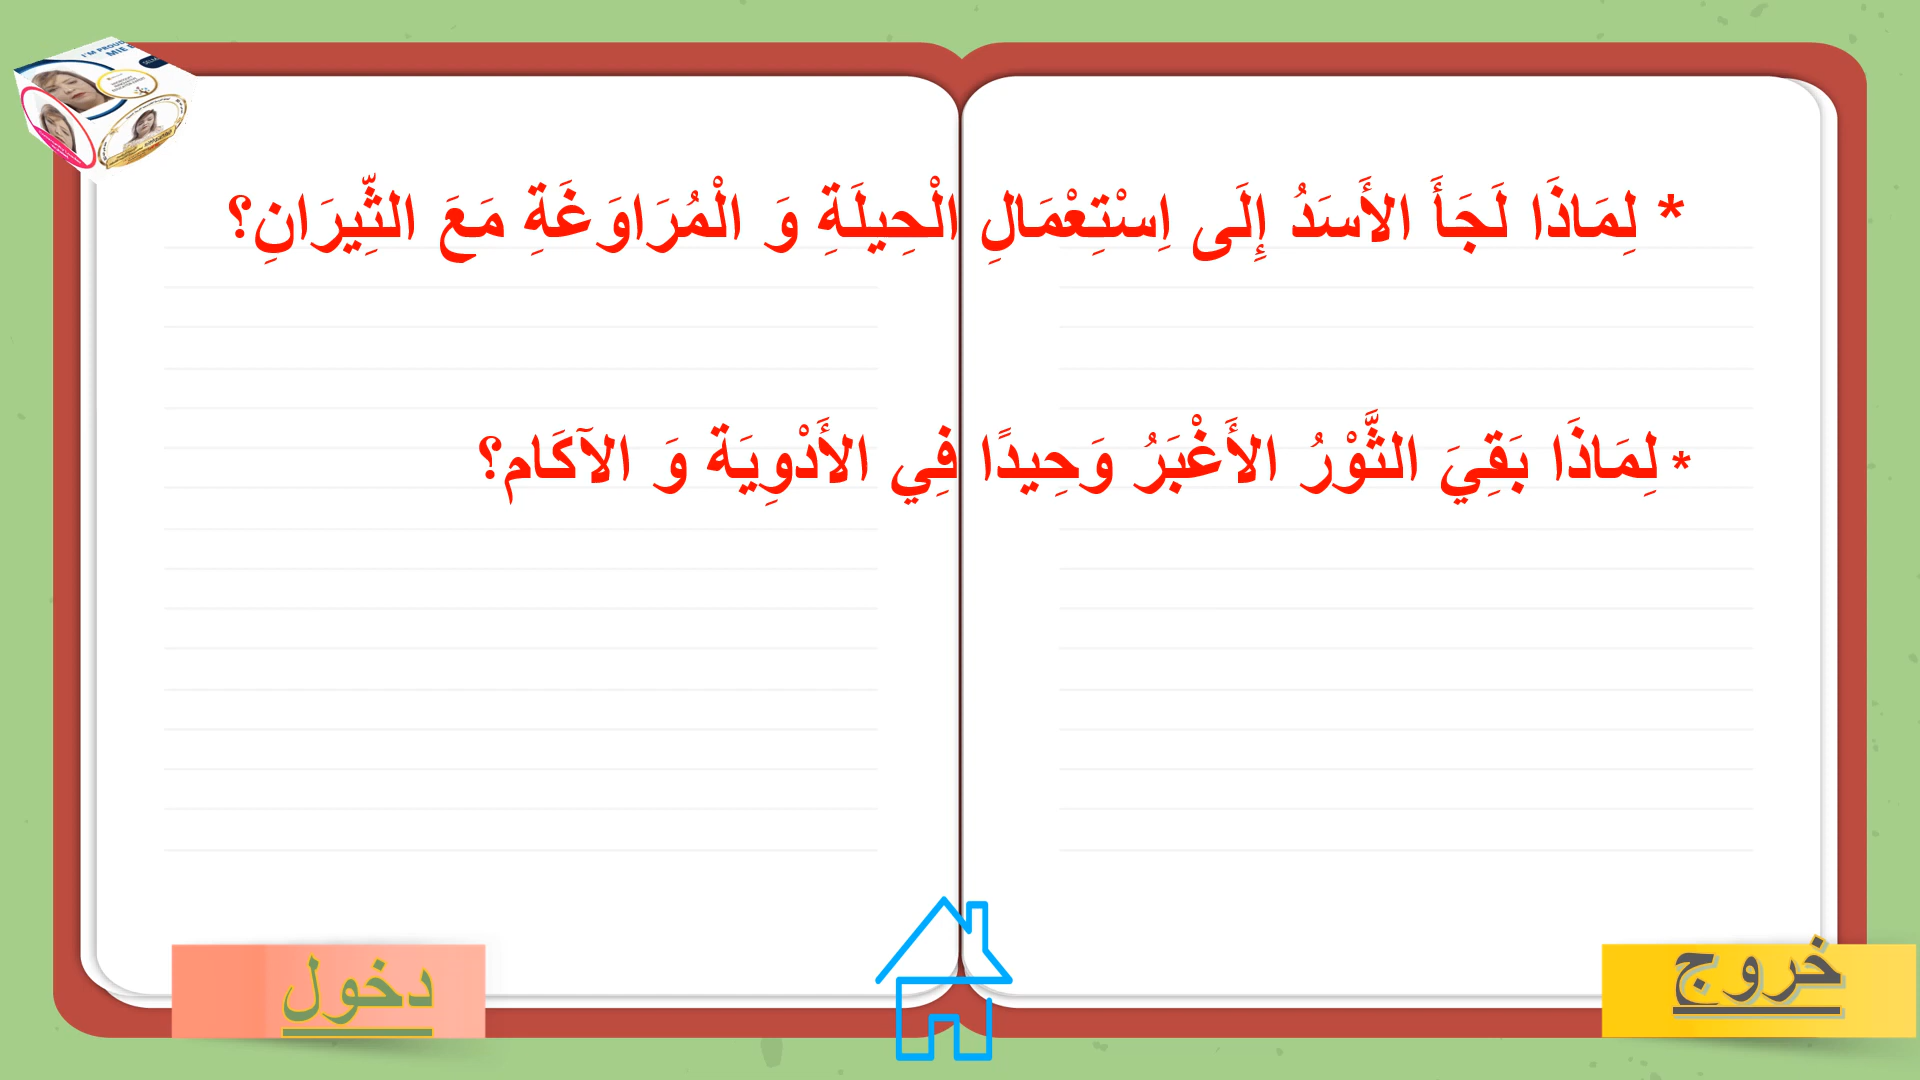 * لِمَاذَا لَجَأَ الأَسَدُ إِلَى اِسْتِعْمَالِ الْحِيلَةِ وَ الْمُرَاوَغَةِ مَعَ الثِّيرَانِ؟
* لِمَاذَا بَقِيَ الثَّوْرُ الأَغْبَرُ وَحِيدًا فِي الأَدْوِيَة وَ الآكَام؟
خروج
دخول